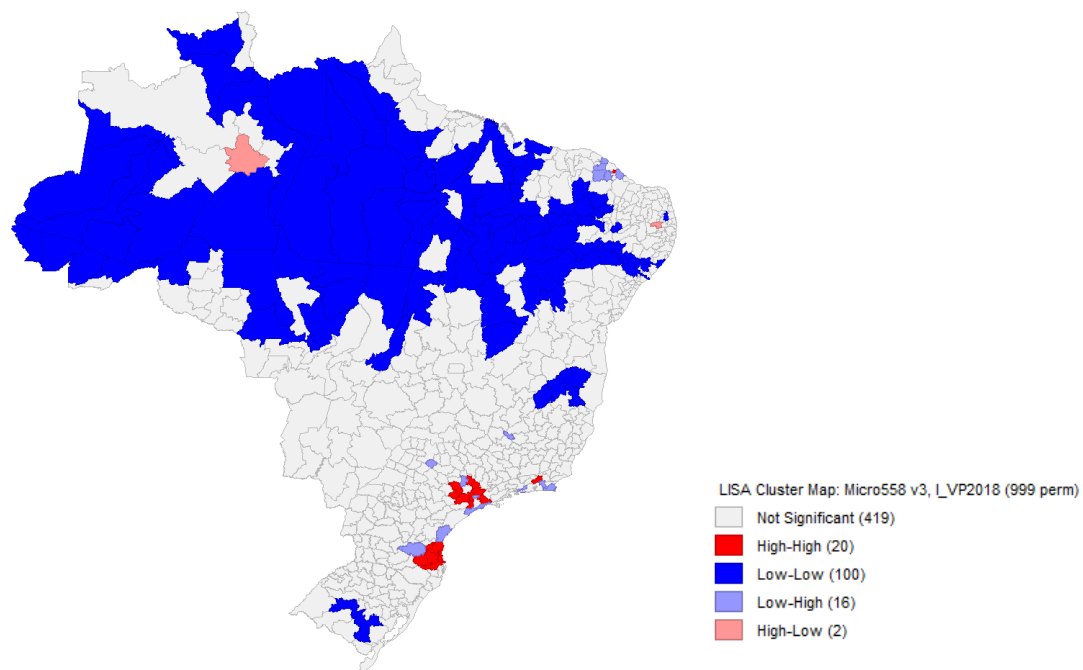 LISA Cluster Map: Micro558 v3, I_VP2018 (999 perm)
Not Significant (419)
High-High (20)
Low-Low (100)
Low-High (16)
High-Low (2)